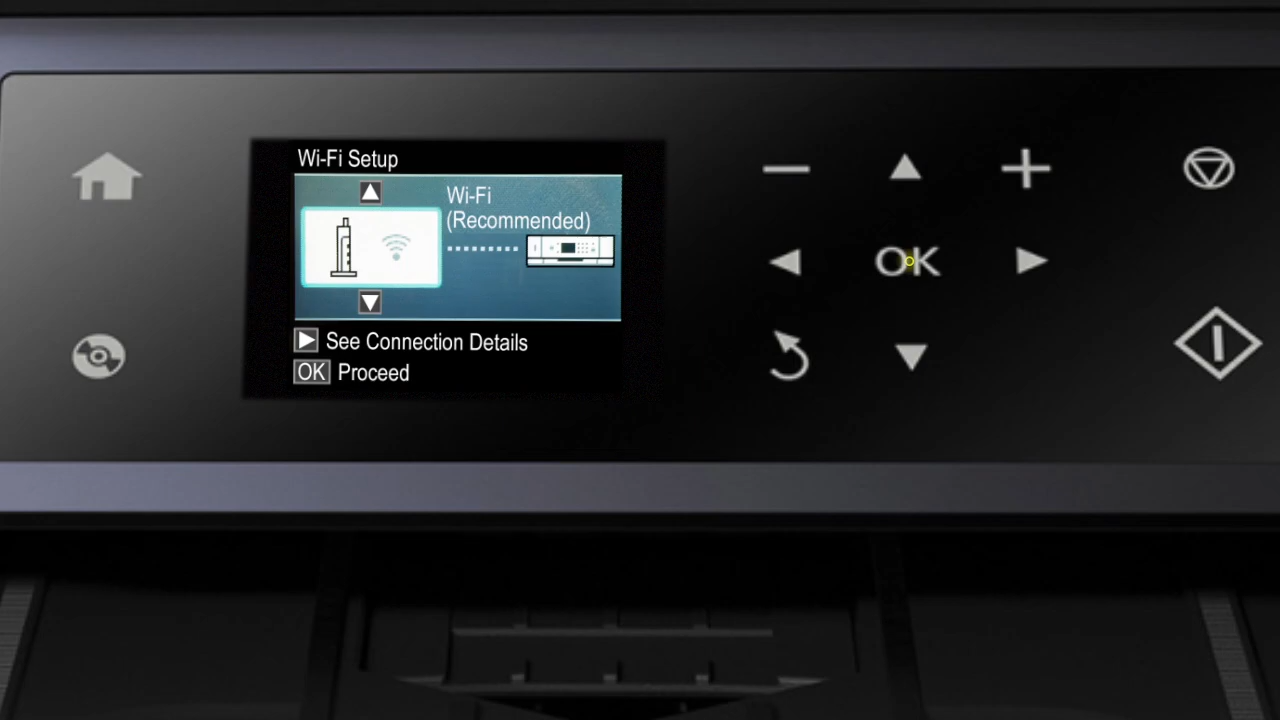 Wi-Fi Setup
Wi-Fi
(Recommended)
See Connection Details
OK Proceed
OK